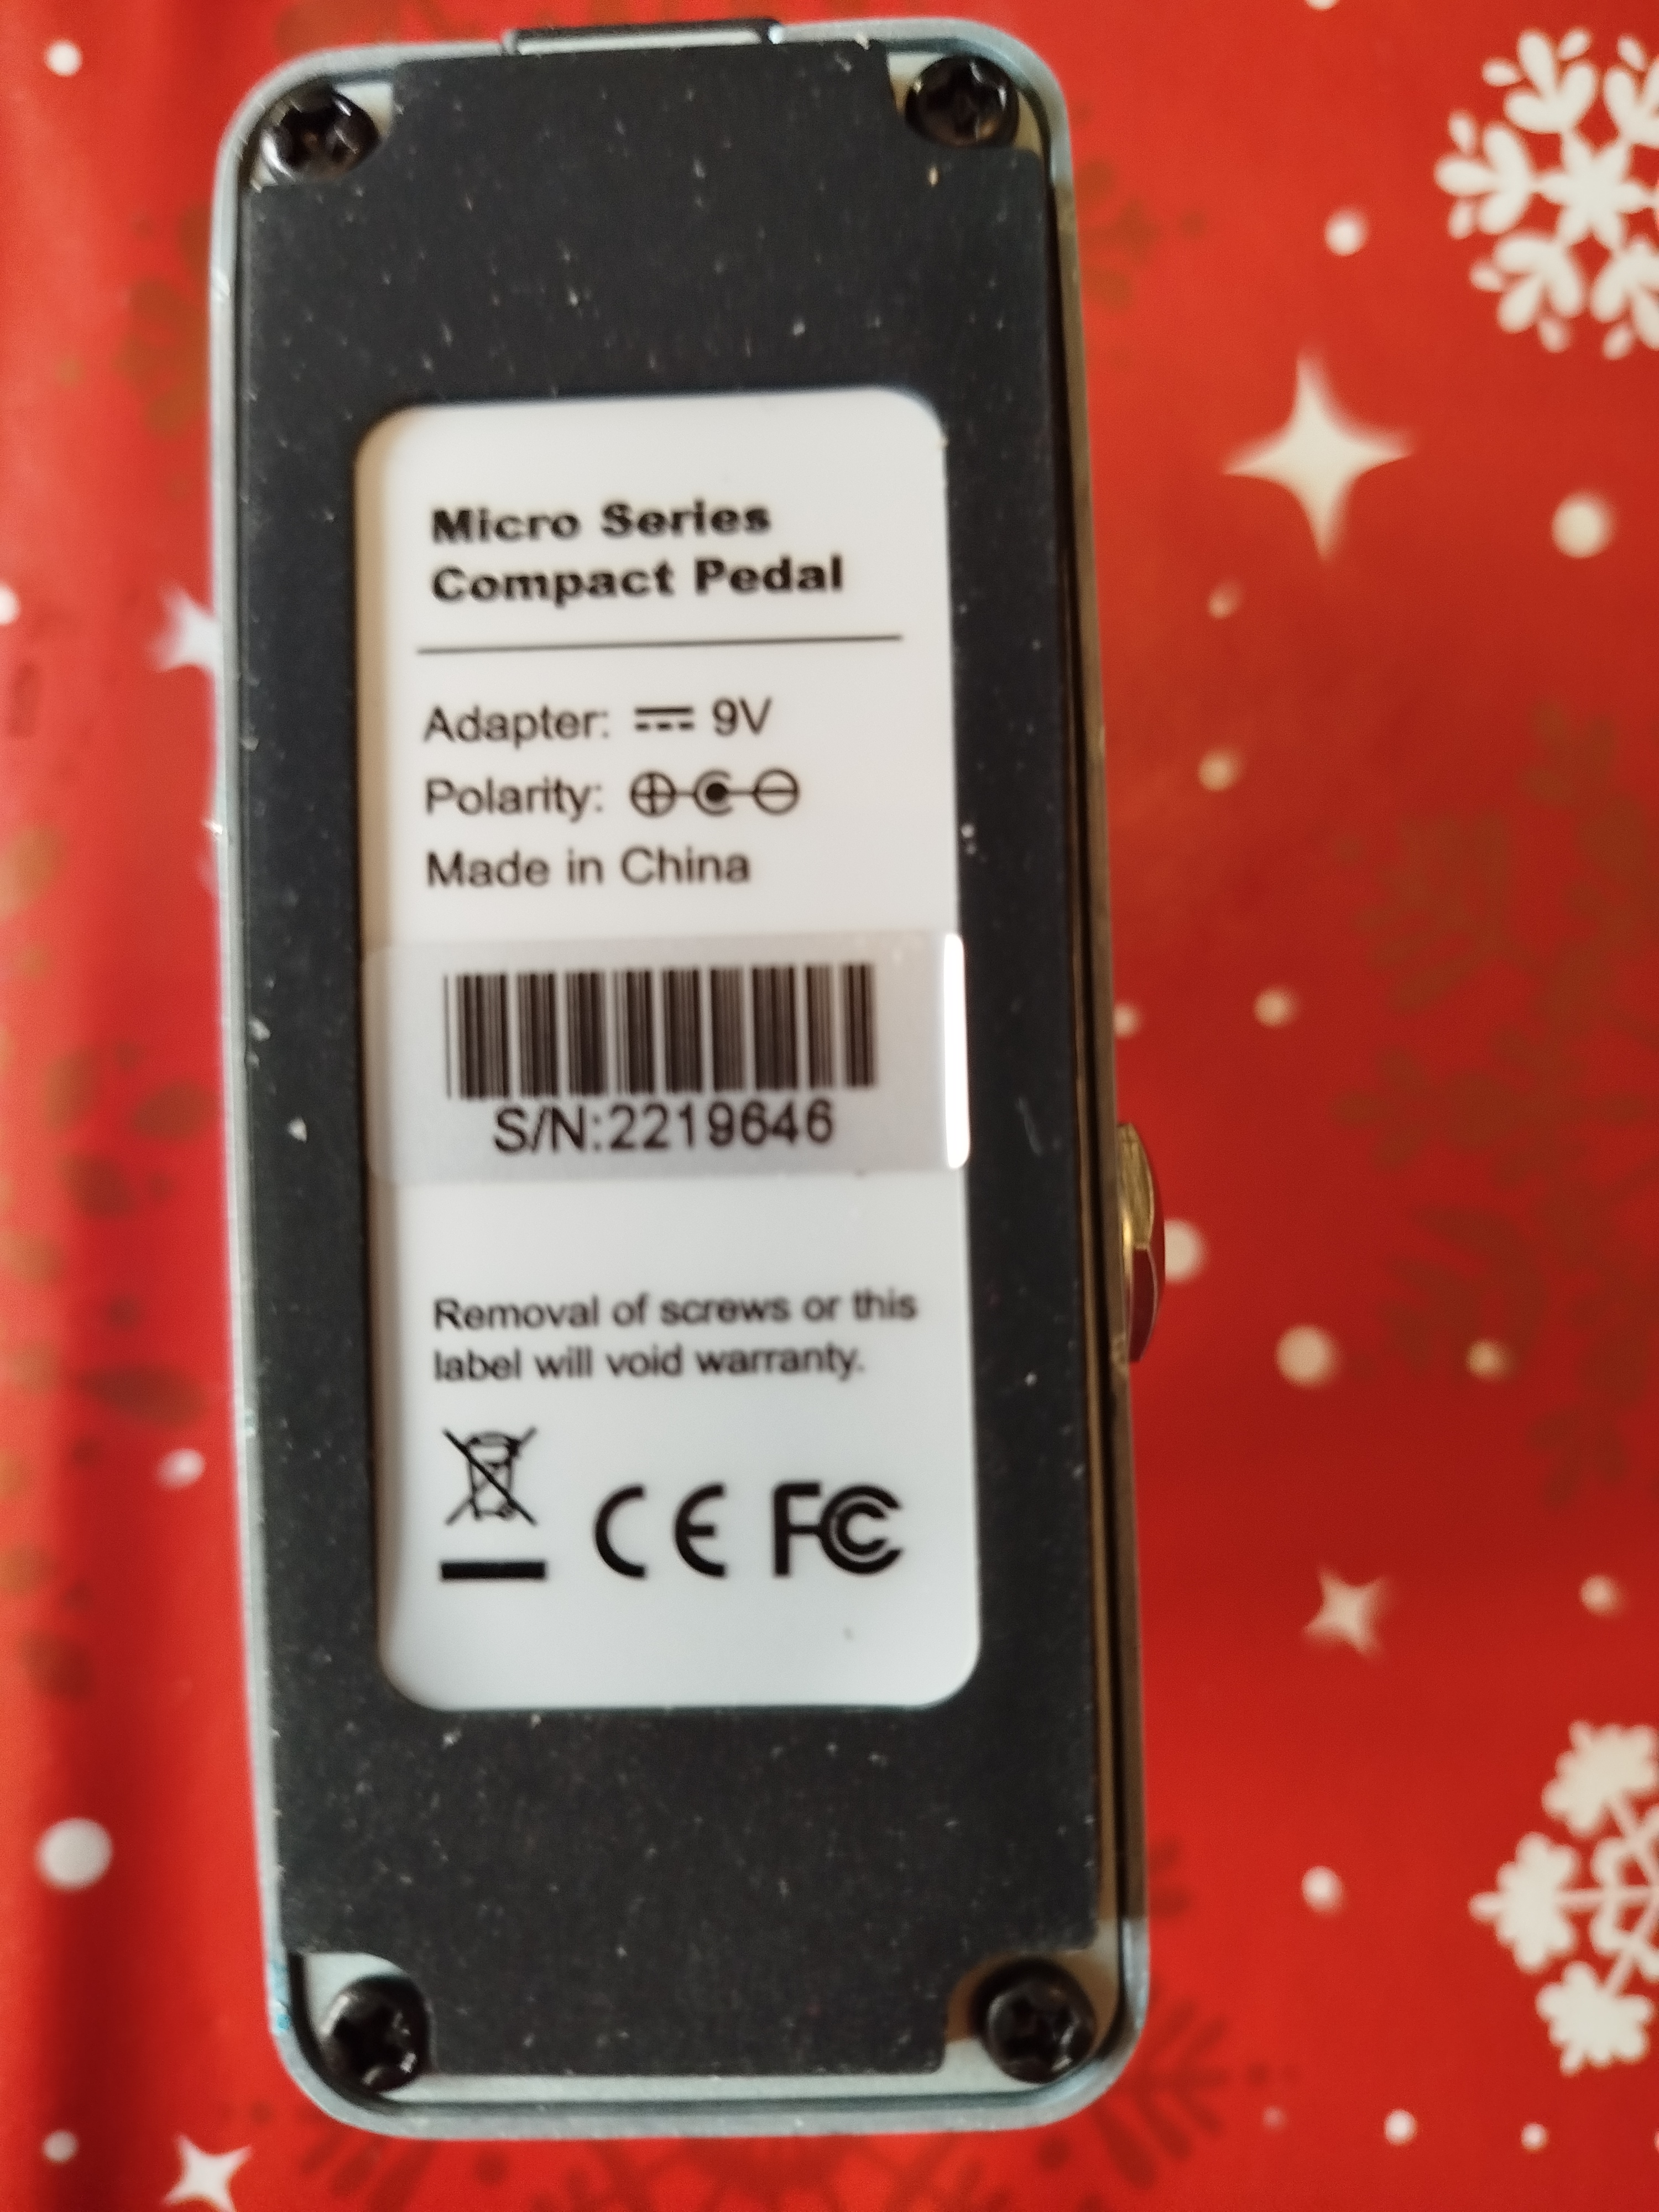 Micro Series
Compact Pedal
Adapter: ⎓ 9V
Polarity:
Made in China
S/N:2219646
Removal of screws or this
label will void warranty.
CE FC